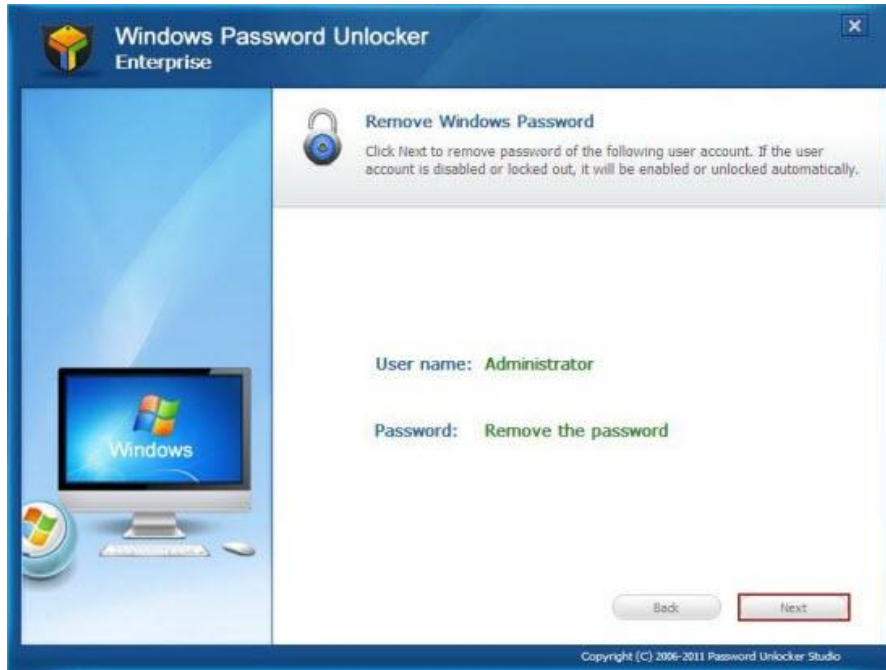 Windows Password Unlocker
Enterprise
Remove Windows Password
Click Next to remove password of the following user account. If the user
account is disabled or locked out, it will be enabled or unlocked automatically.
User name: Administrator
Password: Remove the password
Windows
Back
Next
Copyright (C) 2006-2011 Password Unlocker Studio